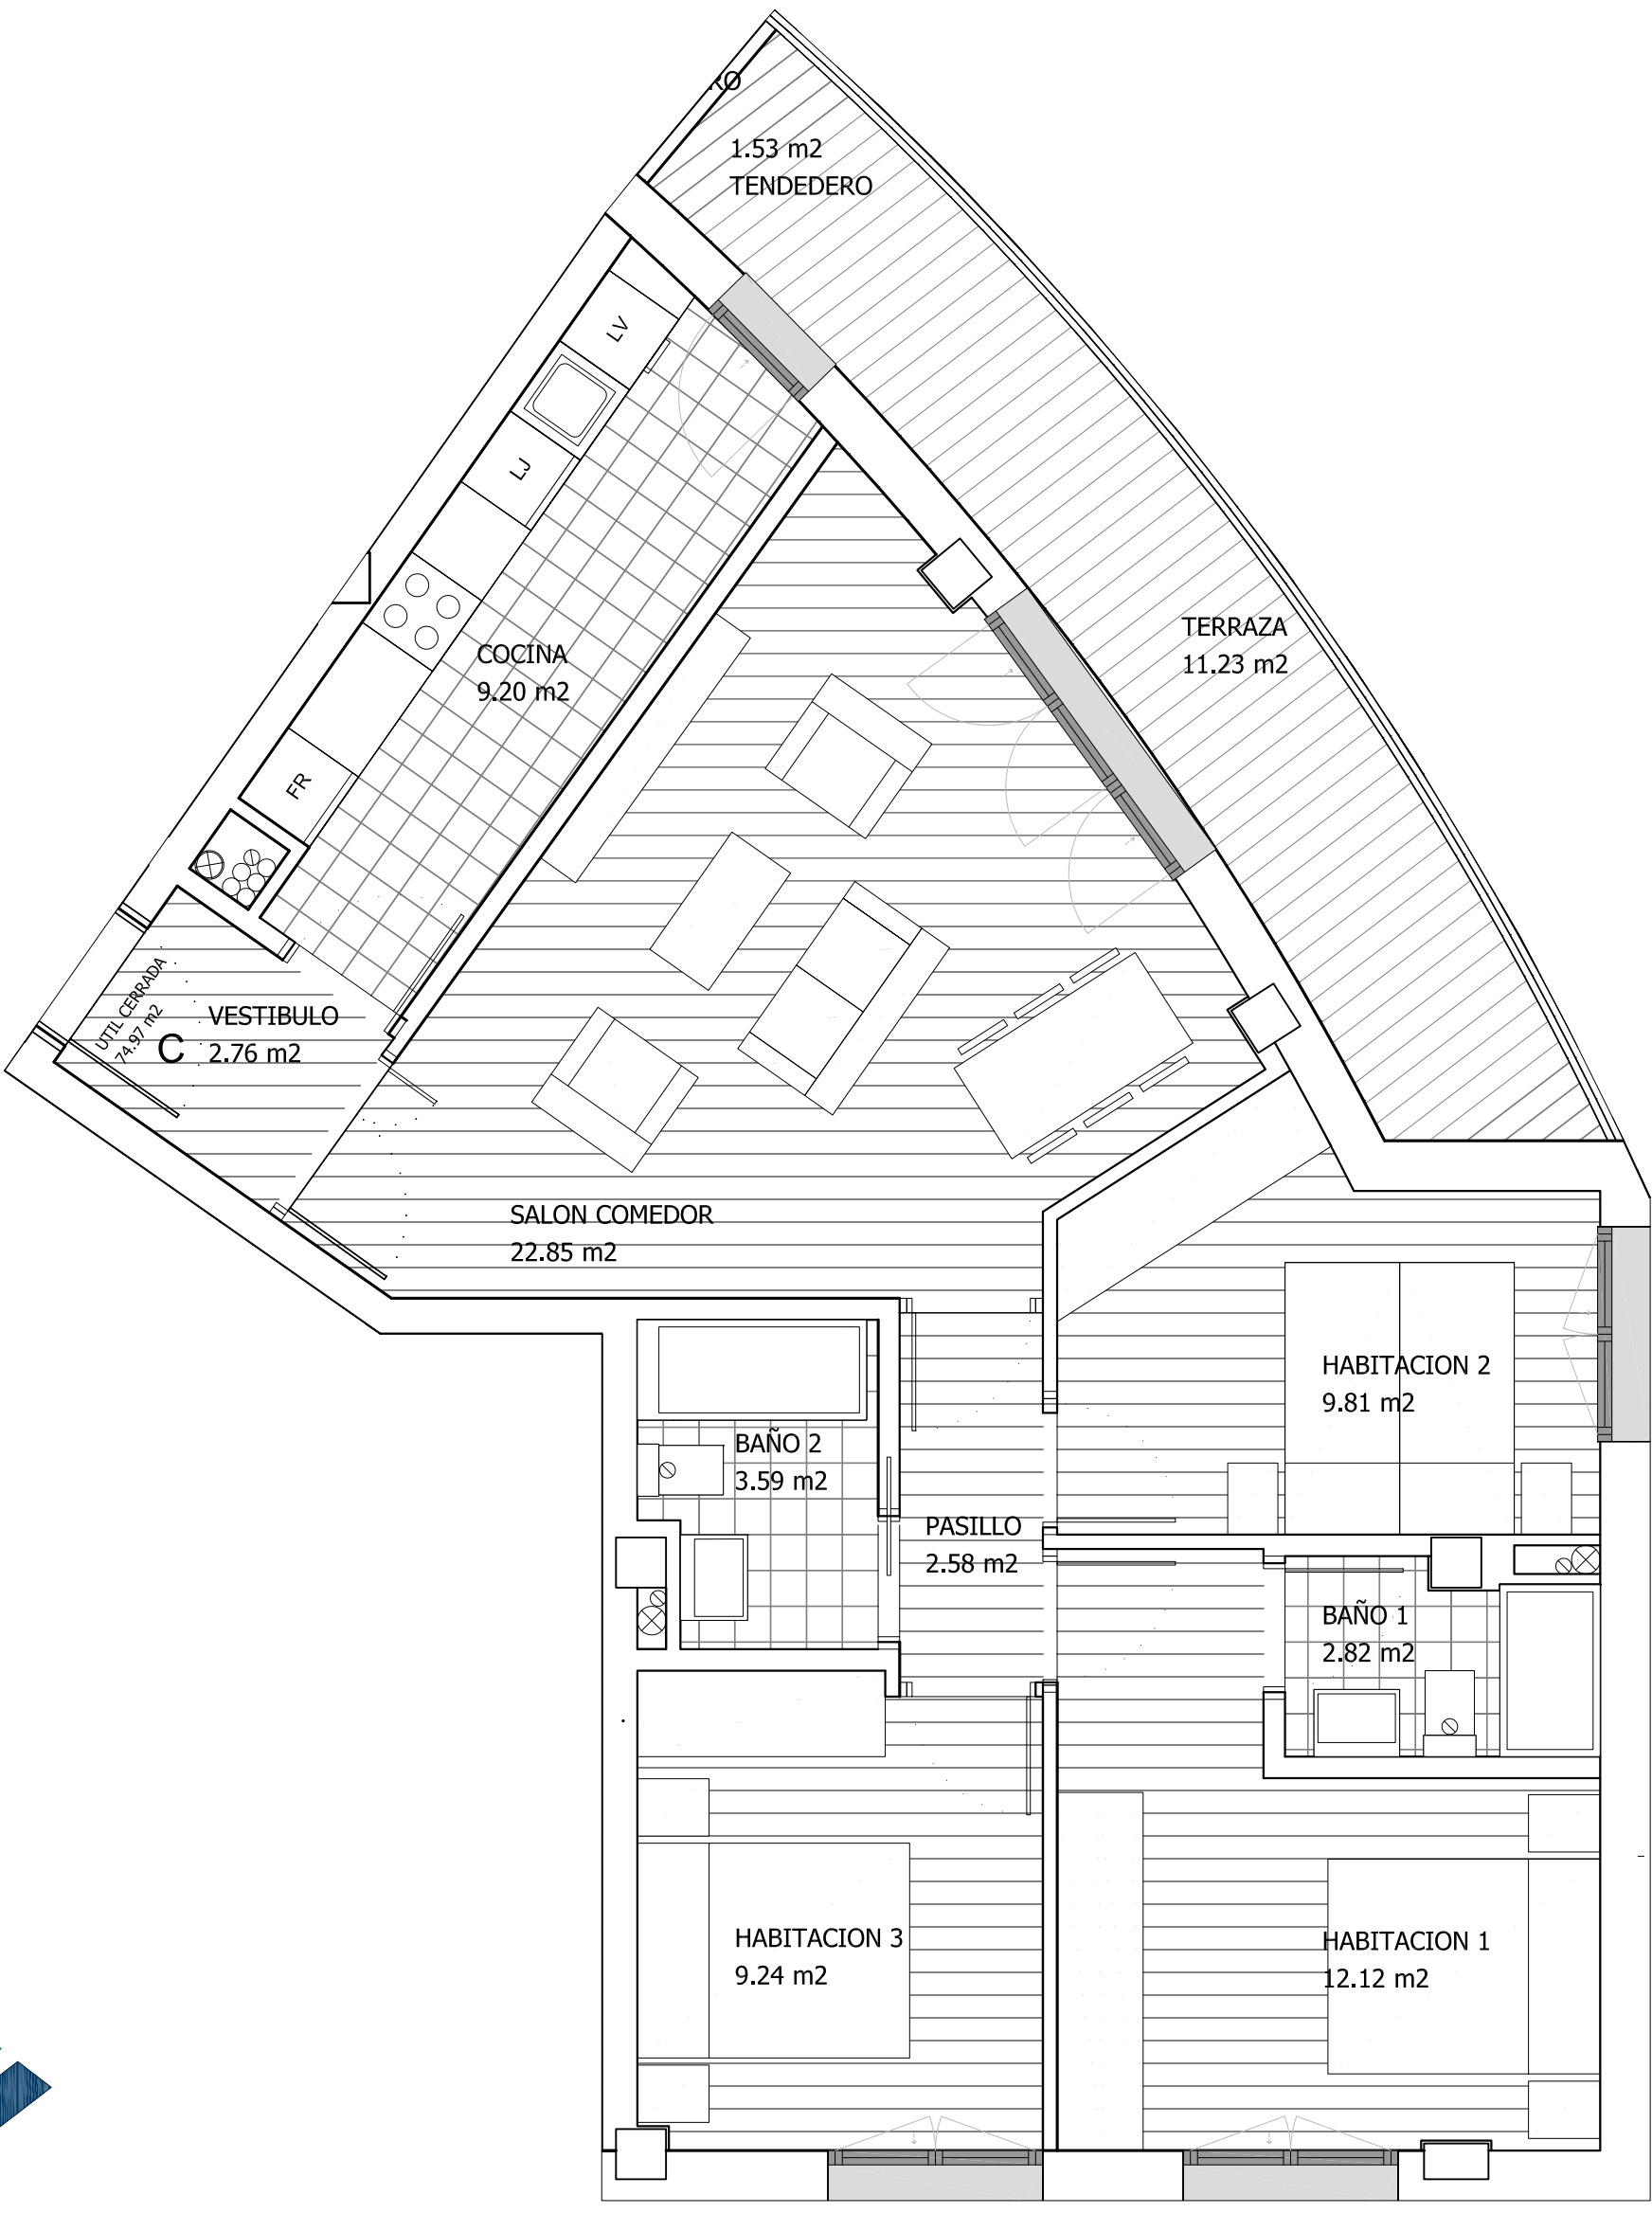 RO
1.53 m2
TENDEDERO
LV
LJ
COCINA
9.20 m2
TERRAZA
11.23 m2
FR
UTIL CERRADA
74.97 m2
C
VESTIBULO
2.76 m2
SALON COMEDOR
22.85 m2
HABITACION 2
9.81 m2
BAÑO 2
3.59 m2
PASILLO
2.58 m2
BAÑO 1
2.82 m2
HABITACION 3
9.24 m2
HABITACION 1
12.12 m2